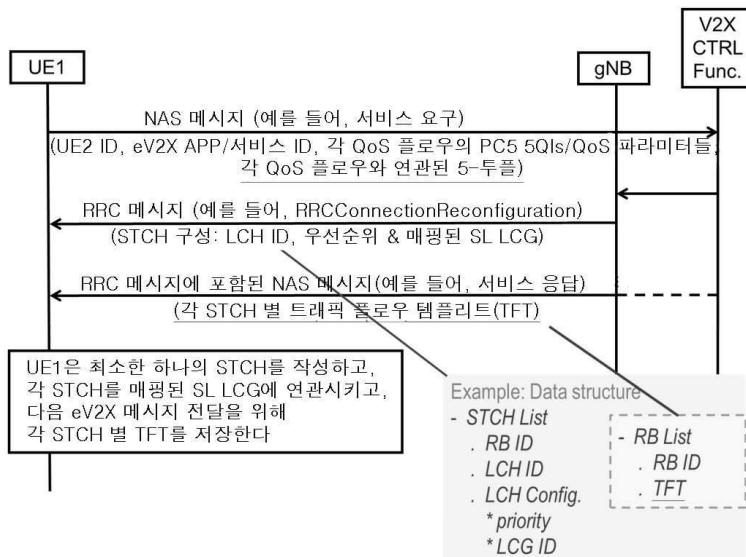 V2X
CTRL
Func.
UE1
gNB
NAS 메시지 (예를 들어, 서비스 요구)
(UE2 ID, eV2X APP/서비스 ID, 각 QoS 플로우의 PC5 5QIs/QoS 파라미터들,
각 QoS 플로우와 연관된 5-투플)
RRC 메시지 (예를 들어, RRCConnectionReconfiguration)
(STCH 구성: LCH ID, 우선순위 & 매핑된 SL LCG)
RRC 메시지에 포함된 NAS 메시지(예를 들어, 서비스 응답)
(각 STCH 별 트래픽 플로우 템플리트(TFT)
UE1은 최소한 하나의 STCH를 작성하고,
각 STCH를 매핑된 SL LCG에 연관시키고,
다음 eV2X 메시지 전달을 위해
각 STCH 별 TFT를 저장한다
Example: Data structure
- STCH List
. RB ID
. LCH ID
. LCH Config.
* priority
* LCG ID
- RB List
. RB ID
. TFT